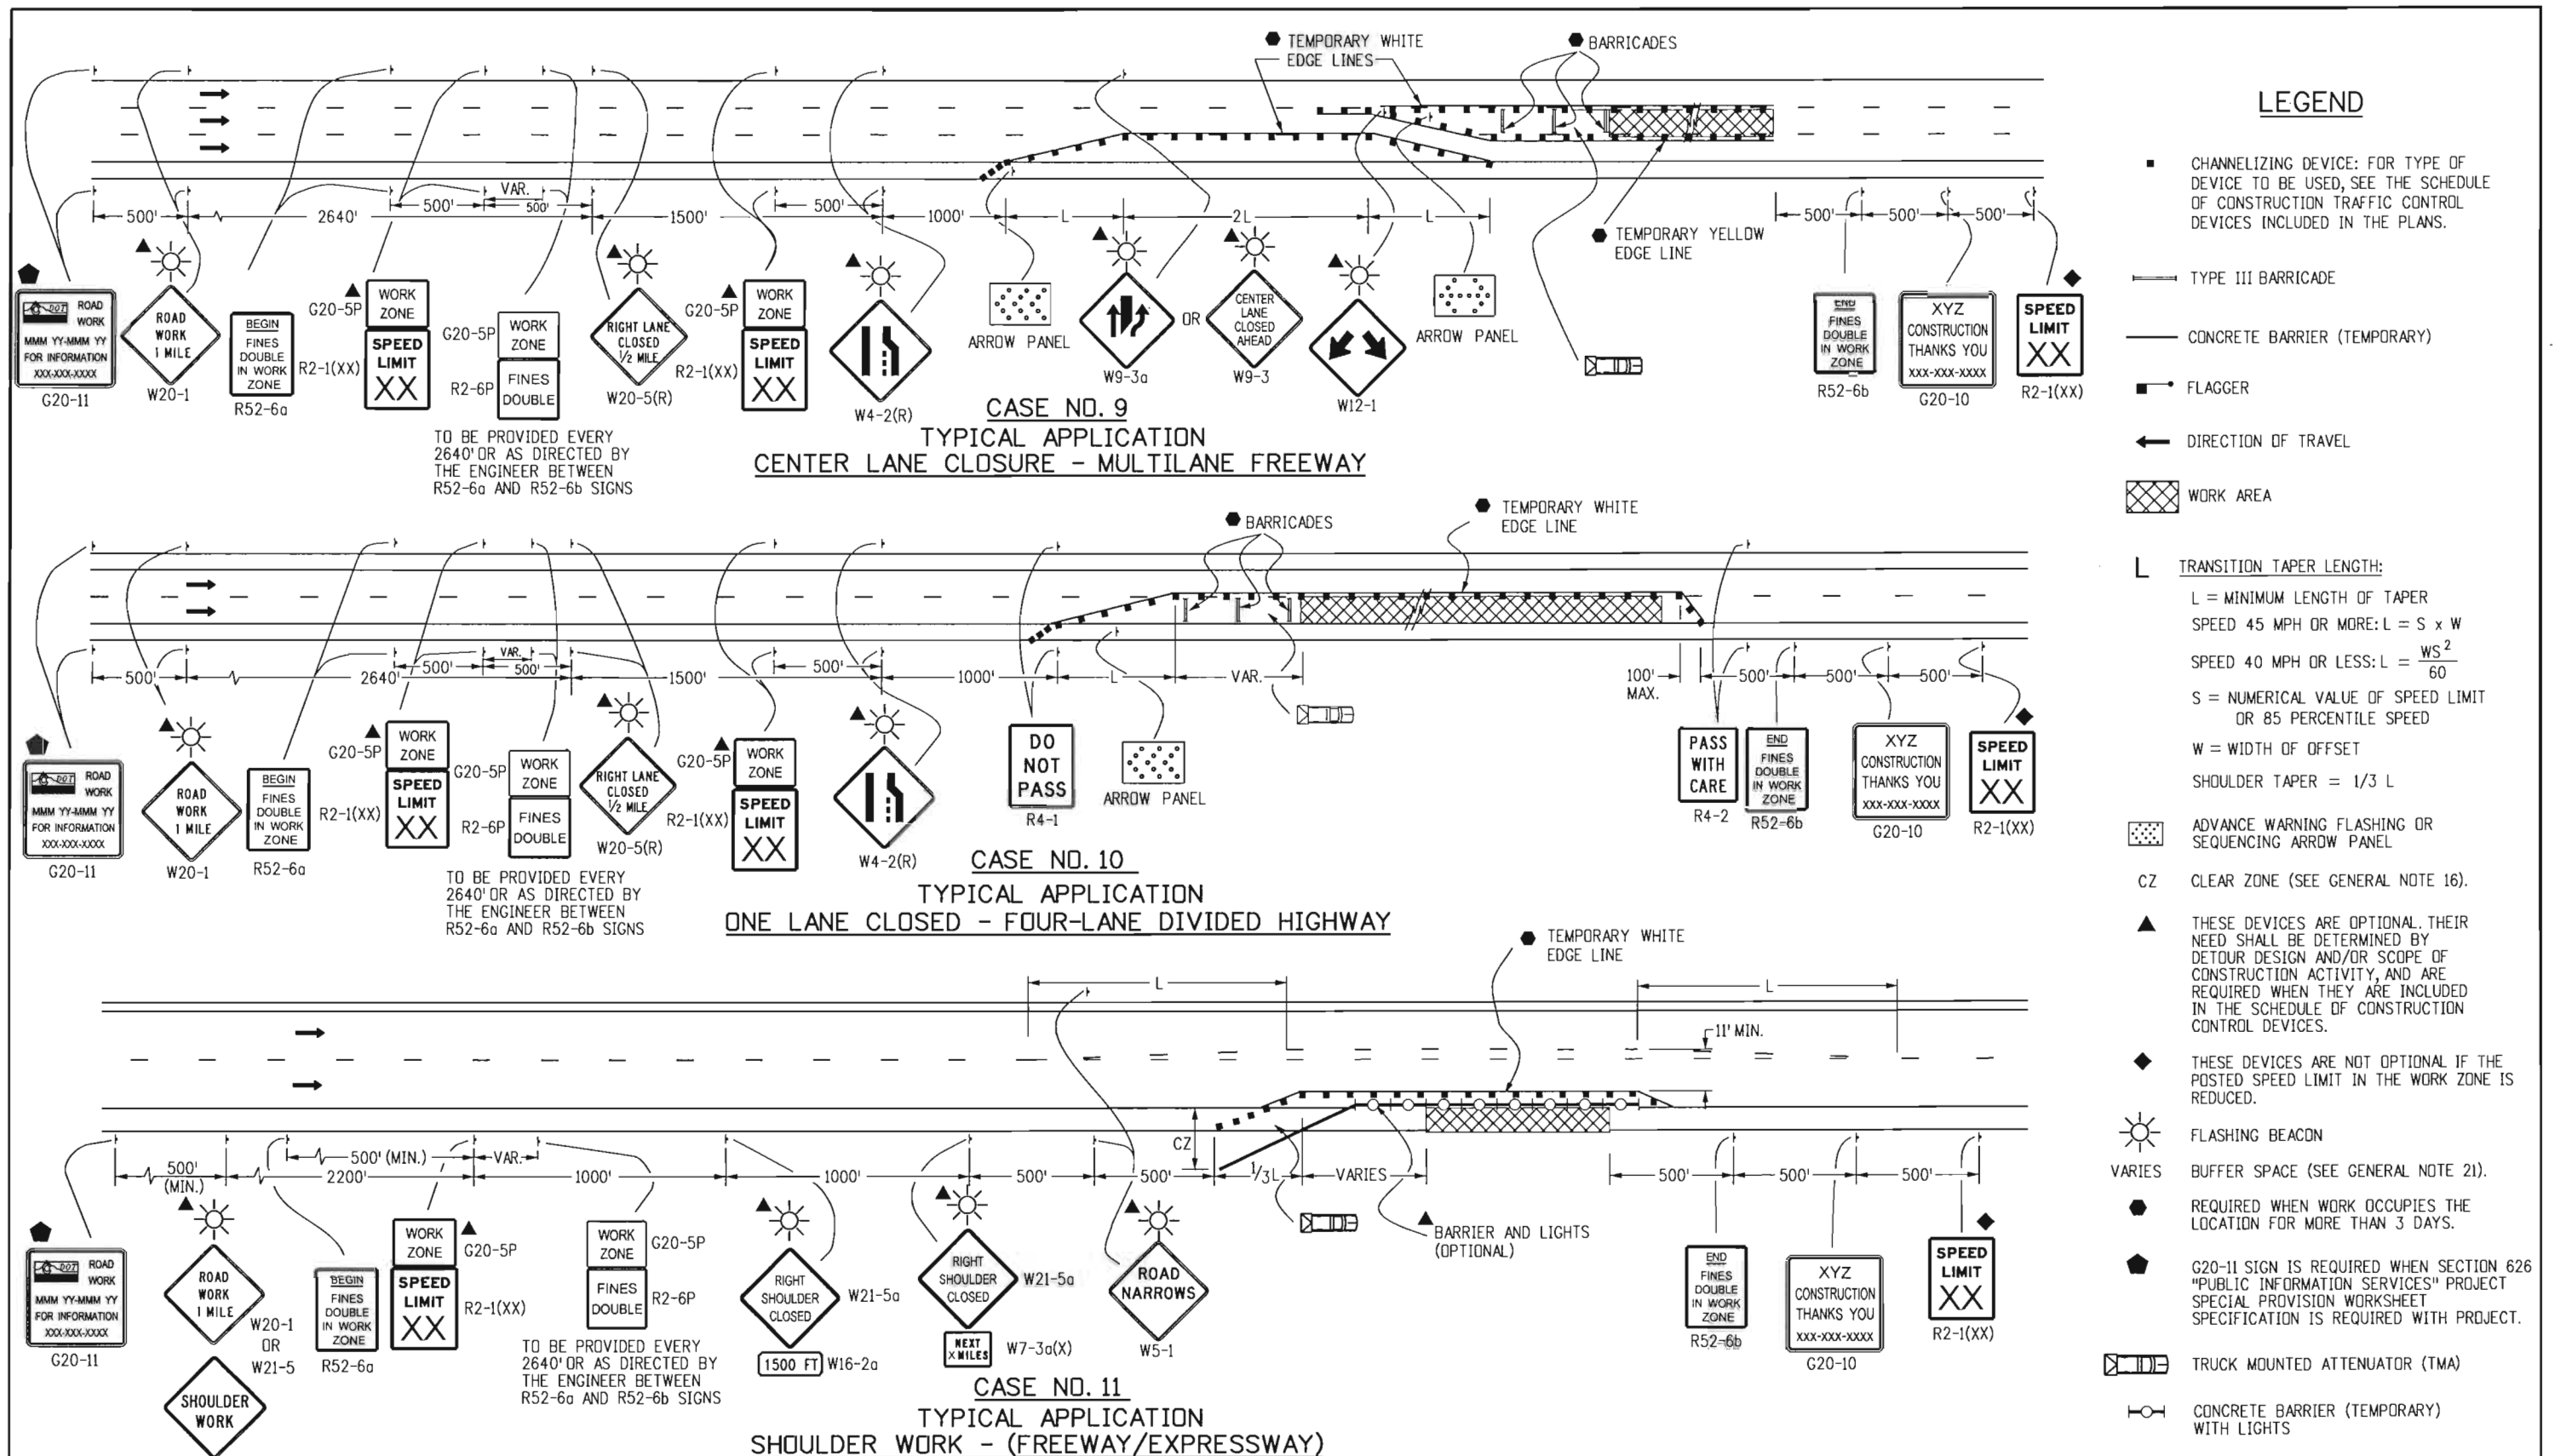 TEMPORARY WHITE
EDGE LINES
BARRICADES
500'
2640'
500'
VAR.
500'
1500'
500'
1000'
L
2L
L
TEMPORARY YELLOW
EDGE LINE
500'
500'
500'
DOT ROAD
WORK
MMM YY-MMM YY
FOR INFORMATION
XXX-XXX-XXXX
G20-11
ROAD
WORK
1 MILE
W20-1
BEGIN
FINES
DOUBLE
IN WORK
ZONE
R52-6a
G20-5P
WORK
ZONE
R2-1(XX)
SPEED
LIMIT
XX
G20-5P
WORK
ZONE
R2-6P
FINES
DOUBLE
TO BE PROVIDED EVERY
2640' OR AS DIRECTED BY
THE ENGINEER BETWEEN
R52-6a AND R52-6b SIGNS
RIGHT LANE
CLOSED
1/2 MILE
W20-5(R)
G20-5P
WORK
ZONE
R2-1(XX)
SPEED
LIMIT
XX
W4-2(R)
ARROW PANEL
W9-3a
OR
CENTER
LANE
CLOSED
AHEAD
W9-3
W12-1
ARROW PANEL
END
FINES
DOUBLE
IN WORK
ZONE
R52-6b
XYZ
CONSTRUCTION
THANKS YOU
XXX-XXX-XXXX
G20-10
SPEED
LIMIT
XX
R2-1(XX)
CASE NO. 9
TYPICAL APPLICATION
CENTER LANE CLOSURE - MULTILANE FREEWAY
BARRICADES
TEMPORARY WHITE
EDGE LINE
500'
2640'
500'
VAR.
500'
1500'
500'
1000'
L
VAR.
100'
MAX.
500'
500'
500'
DOT ROAD
WORK
MMM YY-MMM YY
FOR INFORMATION
XXX-XXX-XXXX
G20-11
ROAD
WORK
1 MILE
W20-1
BEGIN
FINES
DOUBLE
IN WORK
ZONE
R52-6a
G20-5P
WORK
ZONE
R2-1(XX)
SPEED
LIMIT
XX
G20-5P
WORK
ZONE
R2-6P
FINES
DOUBLE
TO BE PROVIDED EVERY
2640' OR AS DIRECTED BY
THE ENGINEER BETWEEN
R52-6a AND R52-6b SIGNS
RIGHT LANE
CLOSED
1/2 MILE
W20-5(R)
G20-5P
WORK
ZONE
R2-1(XX)
SPEED
LIMIT
XX
W4-2(R)
DO
NOT
PASS
R4-1
ARROW PANEL
PASS
WITH
CARE
R4-2
END
FINES
DOUBLE
IN WORK
ZONE
R52-6b
XYZ
CONSTRUCTION
THANKS YOU
XXX-XXX-XXXX
G20-10
SPEED
LIMIT
XX
R2-1(XX)
CASE NO. 10
TYPICAL APPLICATION
ONE LANE CLOSED - FOUR-LANE DIVIDED HIGHWAY
TEMPORARY WHITE
EDGE LINE
L
L
11' MIN.
CZ
500'
(MIN.)
2200'
500' (MIN.)
VAR.
1000'
1000'
500'
500'
1/3L
VARIES
500'
500'
500'
DOT ROAD
WORK
MMM YY-MMM YY
FOR INFORMATION
XXX-XXX-XXXX
G20-11
ROAD
WORK
1 MILE
W20-1
OR
W21-5
SHOULDER
WORK
BEGIN
FINES
DOUBLE
IN WORK
ZONE
R52-6a
WORK
ZONE
G20-5P
SPEED
LIMIT
XX
R2-1(XX)
WORK
ZONE
G20-5P
FINES
DOUBLE
R2-6P
TO BE PROVIDED EVERY
2640' OR AS DIRECTED BY
THE ENGINEER BETWEEN
R52-6a AND R52-6b SIGNS
RIGHT
SHOULDER
CLOSED
W21-5a
1500 FT W16-2a
RIGHT
SHOULDER
CLOSED
W21-5a
NEXT
X MILES
W7-3a(X)
ROAD
NARROWS
W5-1
BARRIER AND LIGHTS
(OPTIONAL)
END
FINES
DOUBLE
IN WORK
ZONE
R52-6b
XYZ
CONSTRUCTION
THANKS YOU
XXX-XXX-XXXX
G20-10
SPEED
LIMIT
XX
R2-1(XX)
CASE NO. 11
TYPICAL APPLICATION
SHOULDER WORK - (FREEWAY/EXPRESSWAY)
LEGEND
CHANNELIZING DEVICE: FOR TYPE OF
DEVICE TO BE USED, SEE THE SCHEDULE
OF CONSTRUCTION TRAFFIC CONTROL
DEVICES INCLUDED IN THE PLANS.
TYPE III BARRICADE
CONCRETE BARRIER (TEMPORARY)
FLAGGER
DIRECTION OF TRAVEL
WORK AREA
L TRANSITION TAPER LENGTH:
L = MINIMUM LENGTH OF TAPER
SPEED 45 MPH OR MORE: L = S x W
SPEED 40 MPH OR LESS: L = WS²/60
S = NUMERICAL VALUE OF SPEED LIMIT
OR 85 PERCENTILE SPEED
W = WIDTH OF OFFSET
SHOULDER TAPER = 1/3 L
ADVANCE WARNING FLASHING OR
SEQUENCING ARROW PANEL
CZ CLEAR ZONE (SEE GENERAL NOTE 16).
THESE DEVICES ARE OPTIONAL. THEIR
NEED SHALL BE DETERMINED BY
DETOUR DESIGN AND/OR SCOPE OF
CONSTRUCTION ACTIVITY, AND ARE
REQUIRED WHEN THEY ARE INCLUDED
IN THE SCHEDULE OF CONSTRUCTION
CONTROL DEVICES.
THESE DEVICES ARE NOT OPTIONAL IF THE
POSTED SPEED LIMIT IN THE WORK ZONE IS
REDUCED.
FLASHING BEACON
VARIES BUFFER SPACE (SEE GENERAL NOTE 21).
REQUIRED WHEN WORK OCCUPIES THE
LOCATION FOR MORE THAN 3 DAYS.
G20-11 SIGN IS REQUIRED WHEN SECTION 626
"PUBLIC INFORMATION SERVICES" PROJECT
SPECIAL PROVISION WORKSHEET
SPECIFICATION IS REQUIRED WITH PROJECT.
TRUCK MOUNTED ATTENUATOR (TMA)
CONCRETE BARRIER (TEMPORARY)
WITH LIGHTS